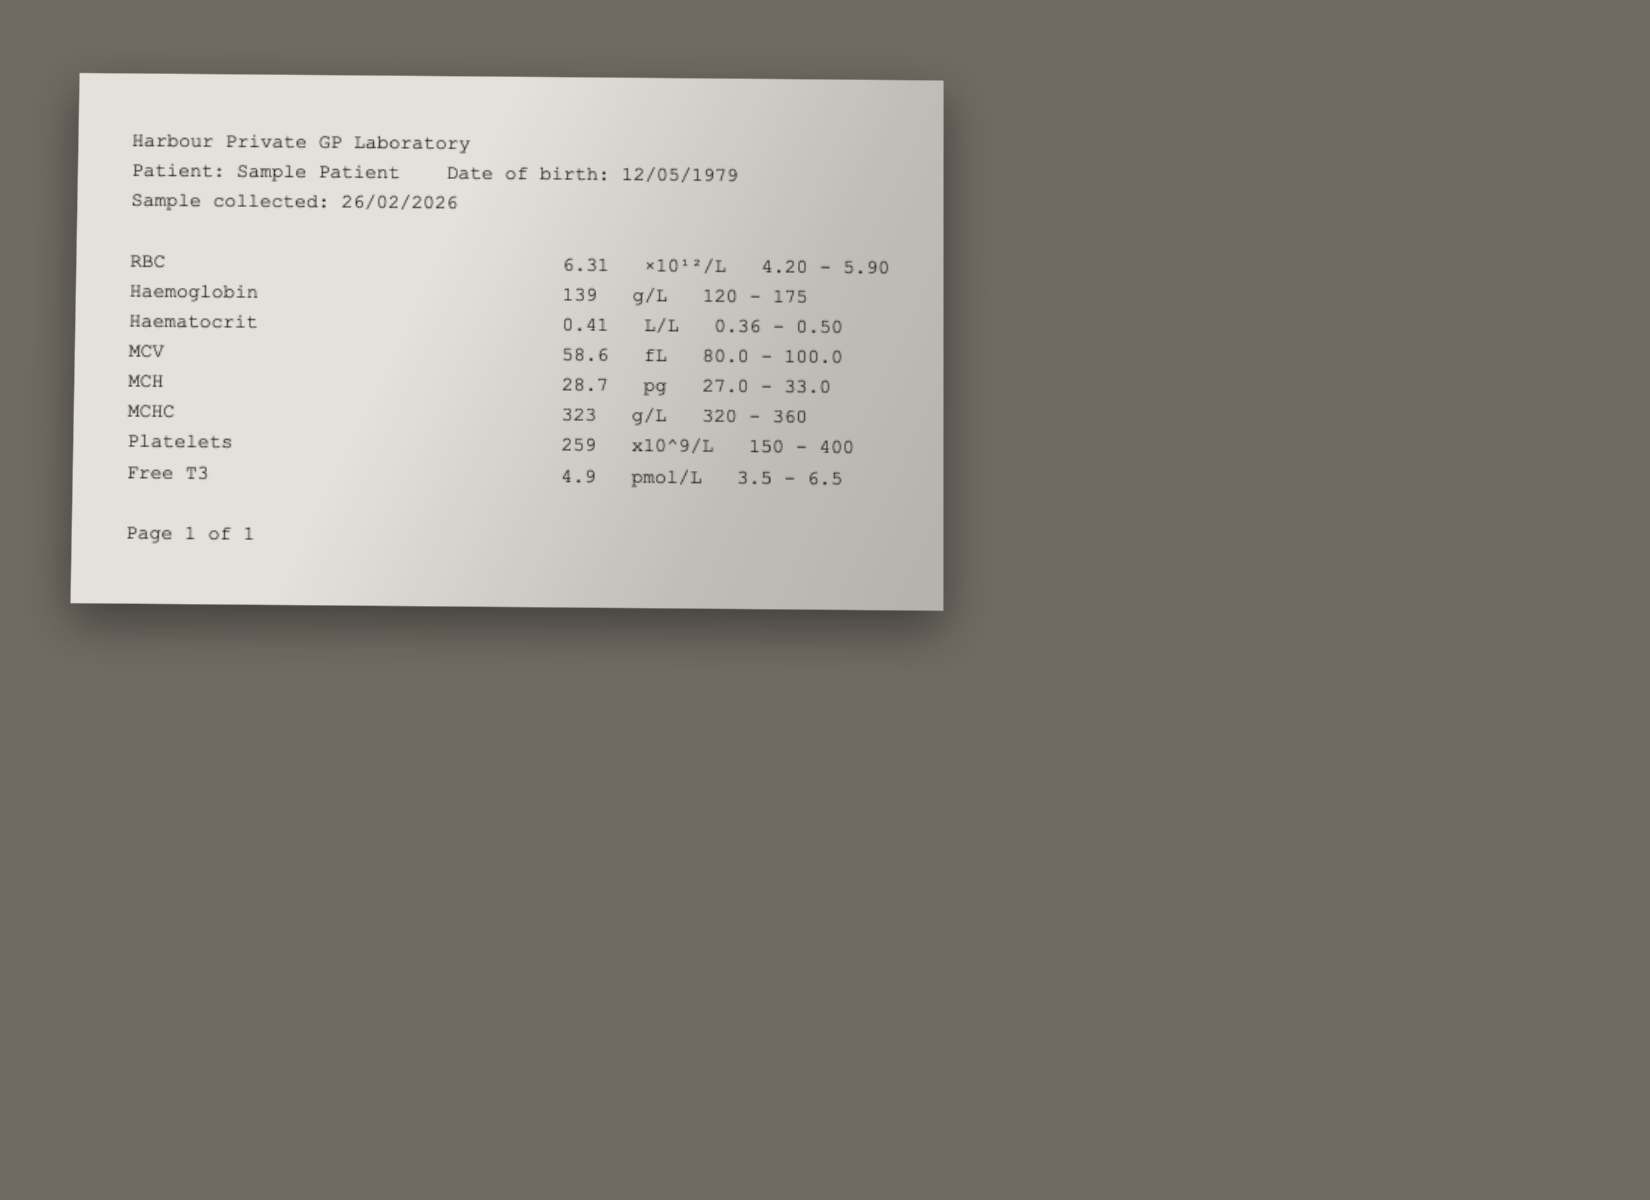 Harbour Private GP Laboratory
Patient: Sample Patient    Date of birth: 12/05/1979
Sample collected: 26/02/2026
RBC 6.31 ×10¹²/L 4.20 - 5.90
Haemoglobin 139 g/L 120 - 175
Haematocrit 0.41 L/L 0.36 - 0.50
MCV 58.6 fL 80.0 - 100.0
MCH 28.7 pg 27.0 - 33.0
MCHC 323 g/L 320 - 360
Platelets 259 x10^9/L 150 - 400
Free T3 4.9 pmol/L 3.5 - 6.5
Page 1 of 1